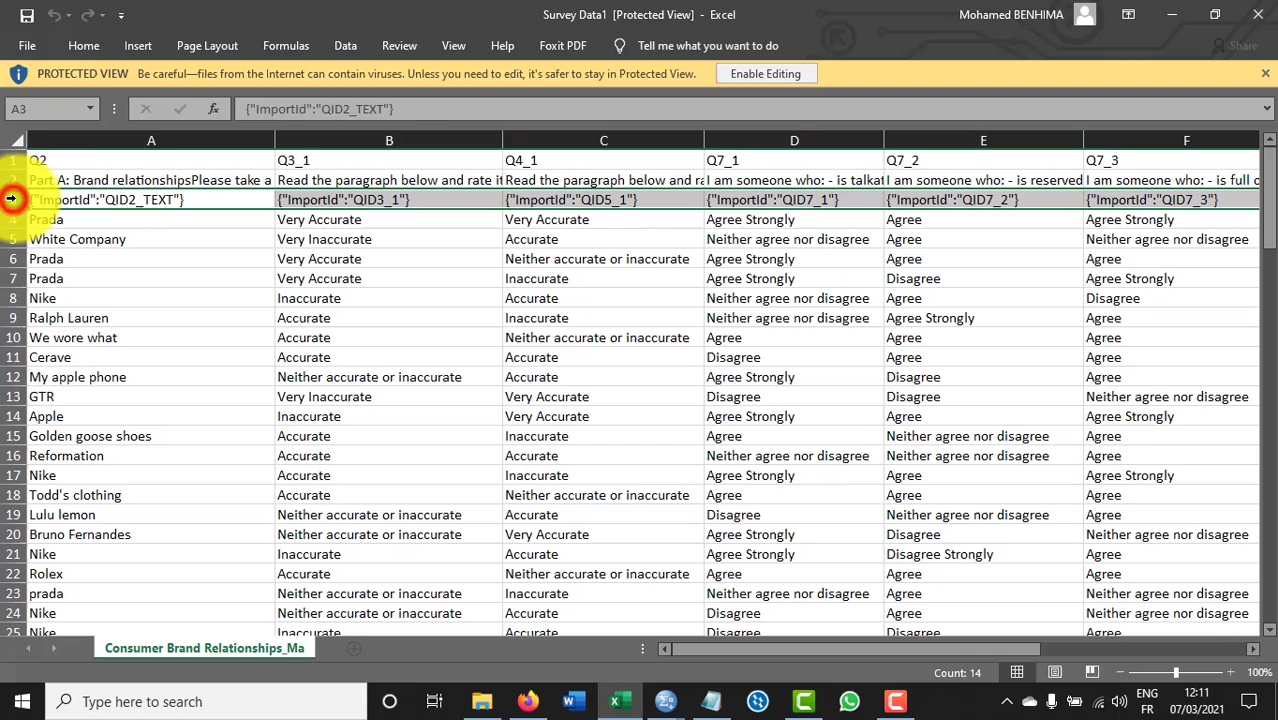 Survey Data1 [Protected View] - Excel
Mohamed BENHIMA
File Home Insert Page Layout Formulas Data Review View Help Foxit PDF Tell me what you want to do Share
PROTECTED VIEW Be careful—files from the Internet can contain viruses. Unless you need to edit, it's safer to stay in Protected View. Enable Editing
A3 fx {"ImportId":"QID2_TEXT"}
A B C D E F
1 Q2 Q3_1 Q4_1 Q7_1 Q7_2 Q7_3
2 Part A: Brand relationshipsPlease take a Read the paragraph below and rate it Read the paragraph below and ra I am someone who: - is talkat I am someone who: - is reserved I am someone who: - is full o
{"ImportId":"QID2_TEXT"} {"ImportId":"QID3_1"} {"ImportId":"QID5_1"} {"ImportId":"QID7_1"} {"ImportId":"QID7_2"} {"ImportId":"QID7_3"}
4 Prada Very Accurate Very Accurate Agree Strongly Agree Agree Strongly
5 White Company Very Inaccurate Accurate Neither agree nor disagree Agree Neither agree nor disagree
6 Prada Very Accurate Neither accurate or inaccurate Agree Strongly Agree Agree
7 Prada Very Accurate Inaccurate Agree Strongly Disagree Agree Strongly
8 Nike Inaccurate Accurate Neither agree nor disagree Agree Disagree
9 Ralph Lauren Accurate Inaccurate Neither agree nor disagree Agree Strongly Agree
10 We wore what Accurate Neither accurate or inaccurate Agree Agree Agree
11 Cerave Accurate Accurate Disagree Agree Agree
12 My apple phone Neither accurate or inaccurate Accurate Agree Strongly Disagree Agree
13 GTR Very Inaccurate Very Accurate Disagree Disagree Neither agree nor disagree
14 Apple Inaccurate Very Accurate Agree Strongly Agree Agree Strongly
15 Golden goose shoes Accurate Inaccurate Agree Neither agree nor disagree Agree
16 Reformation Accurate Accurate Neither agree nor disagree Neither agree nor disagree Agree
17 Nike Accurate Inaccurate Agree Strongly Agree Agree Strongly
18 Todd's clothing Accurate Neither accurate or inaccurate Agree Agree Agree
19 Lulu lemon Neither accurate or inaccurate Accurate Disagree Neither agree nor disagree Agree
20 Bruno Fernandes Neither accurate or inaccurate Very Accurate Agree Strongly Disagree Neither agree nor disagree
21 Nike Inaccurate Accurate Agree Strongly Disagree Strongly Agree
22 Rolex Accurate Neither accurate or inaccurate Agree Agree Agree
23 prada Neither accurate or inaccurate Inaccurate Neither agree nor disagree Agree Neither agree nor disagree
24 Nike Neither accurate or inaccurate Accurate Disagree Agree Neither agree nor disagree
25 Nike Inaccurate Accurate Agree Strongly Agree Agree
Consumer Brand Relationships_Ma
Count: 14 100%
Type here to search
ENG 12:11
FR 07/03/2021